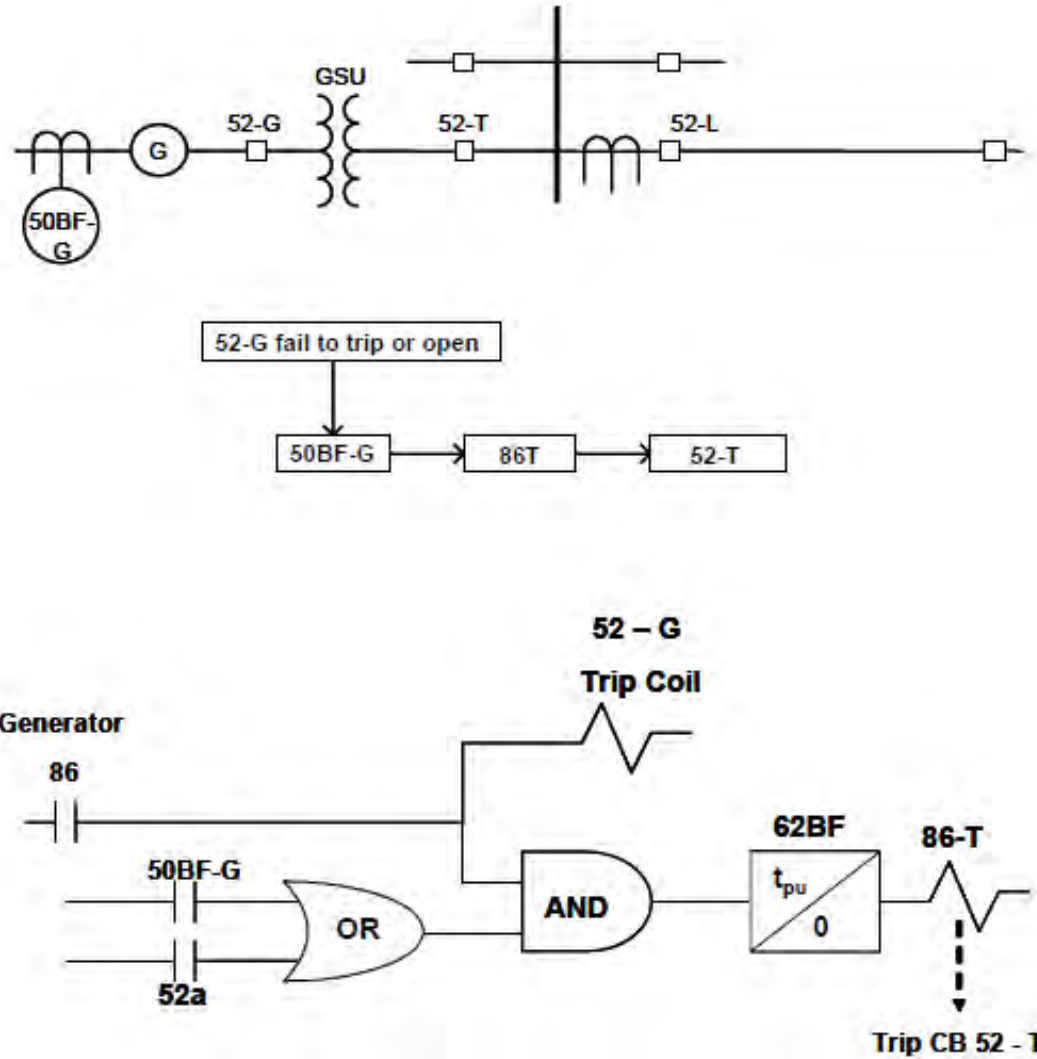 GSU
52-G
52-T
52-L
G
50BF-
G
52-G fail to trip or open
50BF-G
86T
52-T
52 – G
Trip Coil
Generator
86
62BF
86-T
50BF-G
tpu
OR
AND
0
52a
Trip CB 52 - T